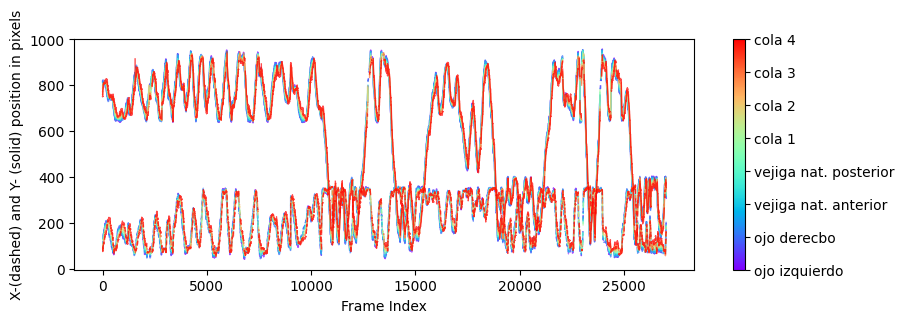 X-(dashed) and Y- (solid) position in pixels
1000
800
600
400
200
0
0
5000
10000
15000
20000
25000
Frame Index
cola 4
cola 3
cola 2
cola 1
vejiga nat. posterior
vejiga nat. anterior
ojo derecbo
ojo izquierdo